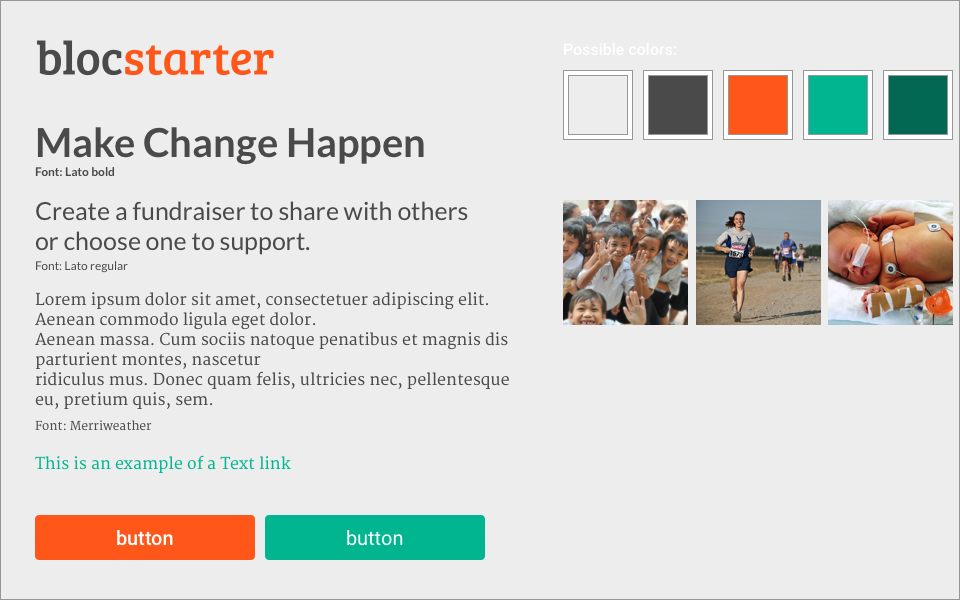 blocstarter
Possible colors:
Make Change Happen
Font: Lato bold
Create a fundraiser to share with others
or choose one to support.
Font: Lato regular
Lorem ipsum dolor sit amet, consectetuer adipiscing elit.
Aenean commodo ligula eget dolor.
Aenean massa. Cum sociis natoque penatibus et magnis dis
parturient montes, nascetur
ridiculus mus. Donec quam felis, ultricies nec, pellentesque
eu, pretium quis, sem.
Font: Merriweather
This is an example of a Text link
button
button